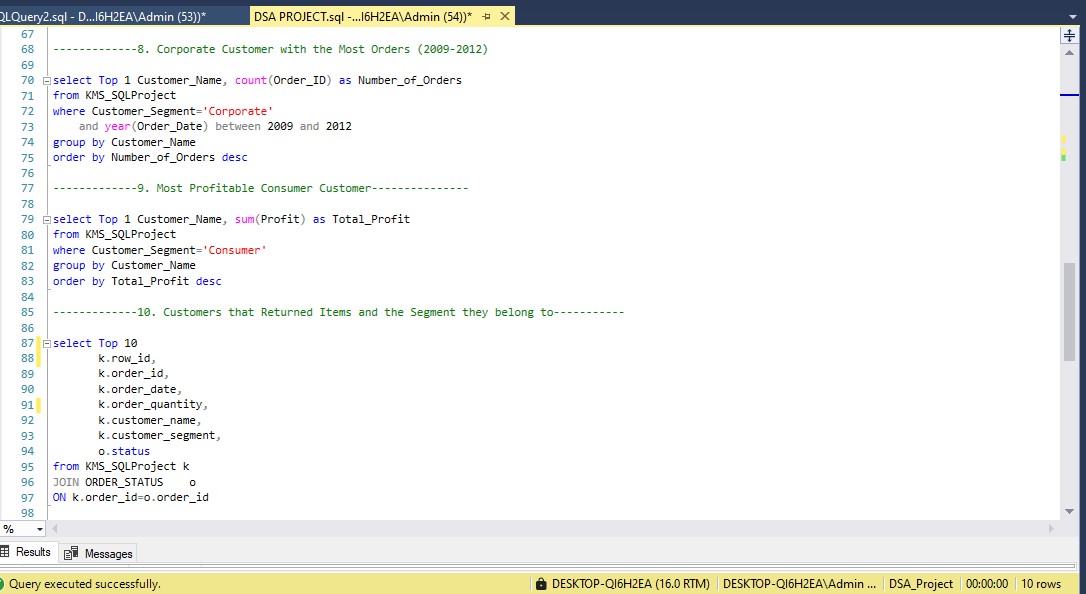 QLQuery2.sql - D...I6H2EA\Admin (53))*
DSA PROJECT.sql -...I6H2EA\Admin (54))*
67
68 -------------8. Corporate Customer with the Most Orders (2009-2012)
69
70 select Top 1 Customer_Name, count(Order_ID) as Number_of_Orders
71 from KMS_SQLProject
72 where Customer_Segment='Corporate'
73 and year(Order_Date) between 2009 and 2012
74 group by Customer_Name
75 order by Number_of_Orders desc
76
77 -------------9. Most Profitable Consumer Customer---------------
78
79 select Top 1 Customer_Name, sum(Profit) as Total_Profit
80 from KMS_SQLProject
81 where Customer_Segment='Consumer'
82 group by Customer_Name
83 order by Total_Profit desc
84
85 -------------10. Customers that Returned Items and the Segment they belong to-----------
86
87 select Top 10
88 k.row_id,
89 k.order_id,
90 k.order_date,
91 k.order_quantity,
92 k.customer_name,
93 k.customer_segment,
94 o.status
95 from KMS_SQLProject k
96 JOIN ORDER_STATUS o
97 ON k.order_id=o.order_id
98
%
Results Messages
Query executed successfully. DESKTOP-QI6H2EA (16.0 RTM) DESKTOP-QI6H2EA\Admin ... DSA_Project 00:00:00 10 rows